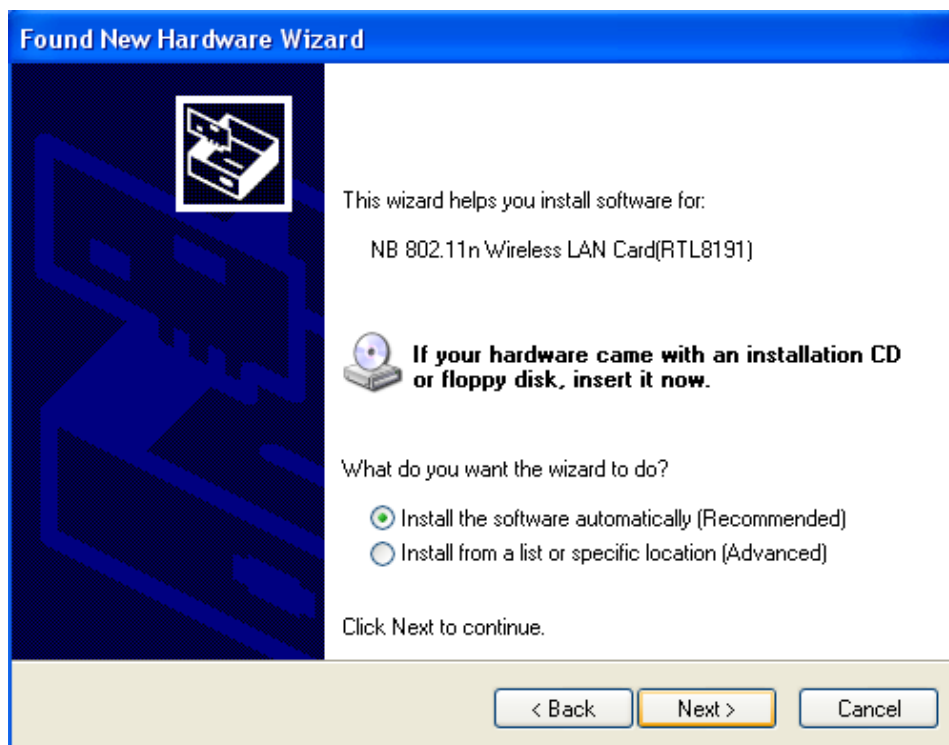 Found New Hardware Wizard
This wizard helps you install software for:
NB 802.11n Wireless LAN Card(RTL8191)
If your hardware came with an installation CD
or floppy disk, insert it now.
What do you want the wizard to do?
Install the software automatically (Recommended)
Install from a list or specific location (Advanced)
Click Next to continue.
< Back
Next >
Cancel